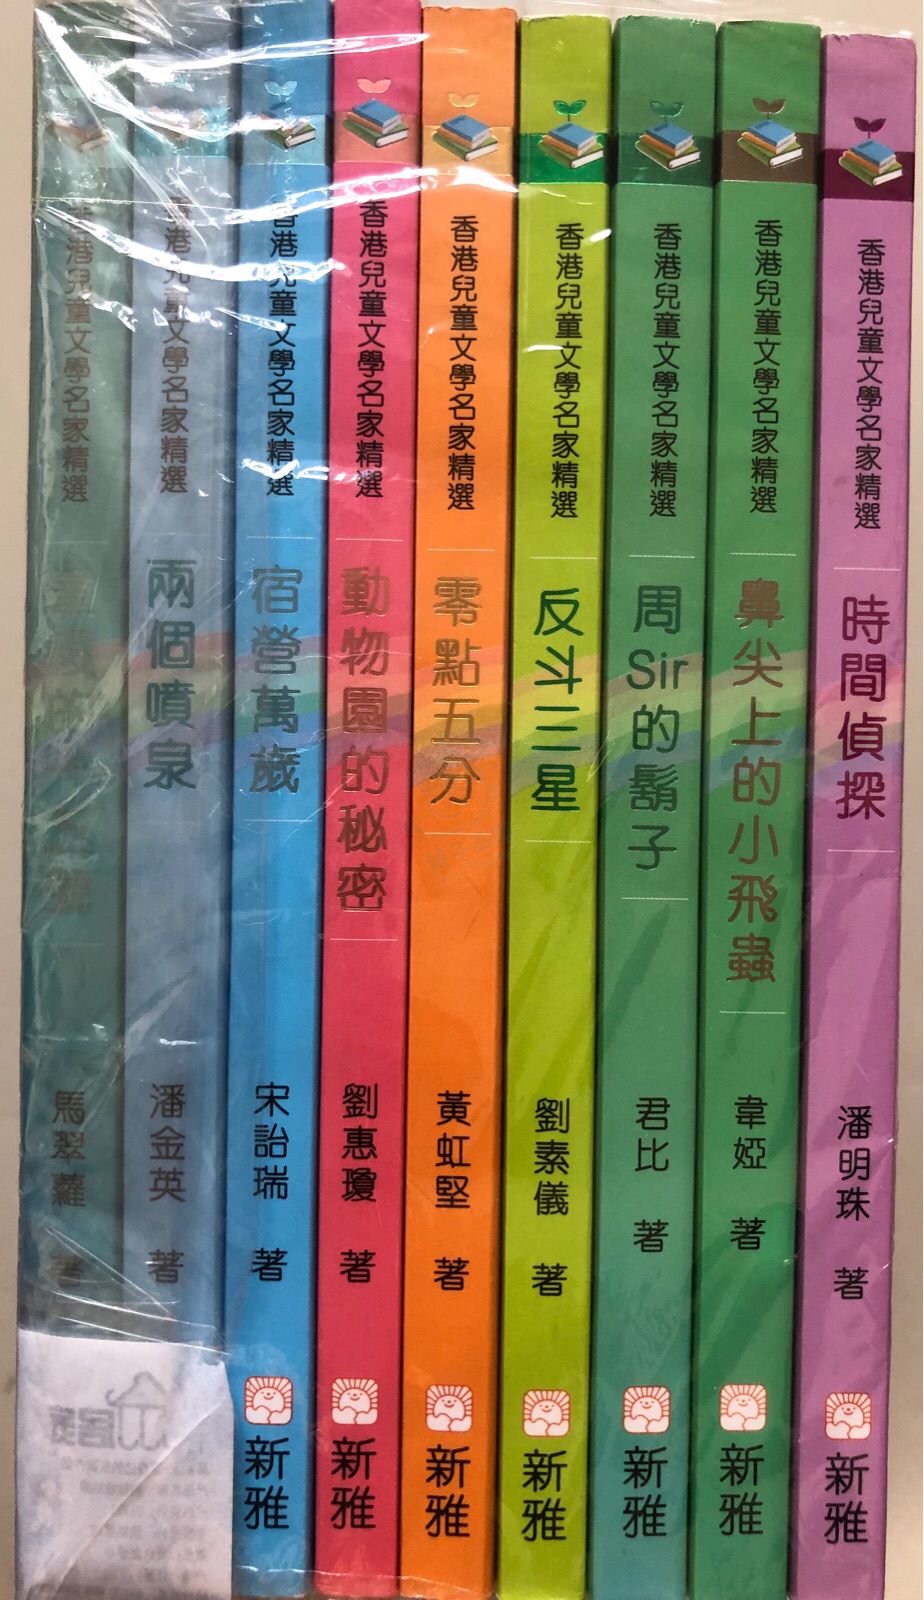 香港兒童文學名家精選
馬翠蘿 著
香港兒童文學名家精選
兩個噴泉
潘金英 著
香港兒童文學名家精選
宿營萬歲
宋詒瑞 著
新雅
香港兒童文學名家精選
動物園的秘密
劉惠瓊 著
新雅
香港兒童文學名家精選
零點五分
黃虹堅 著
新雅
香港兒童文學名家精選
反斗三星
劉素儀 著
新雅
香港兒童文學名家精選
周Sir的鬍子
君比 著
新雅
香港兒童文學名家精選
鼻尖上的小飛蟲
韋婭 著
新雅
香港兒童文學名家精選
時間偵探
潘明珠 著
新雅